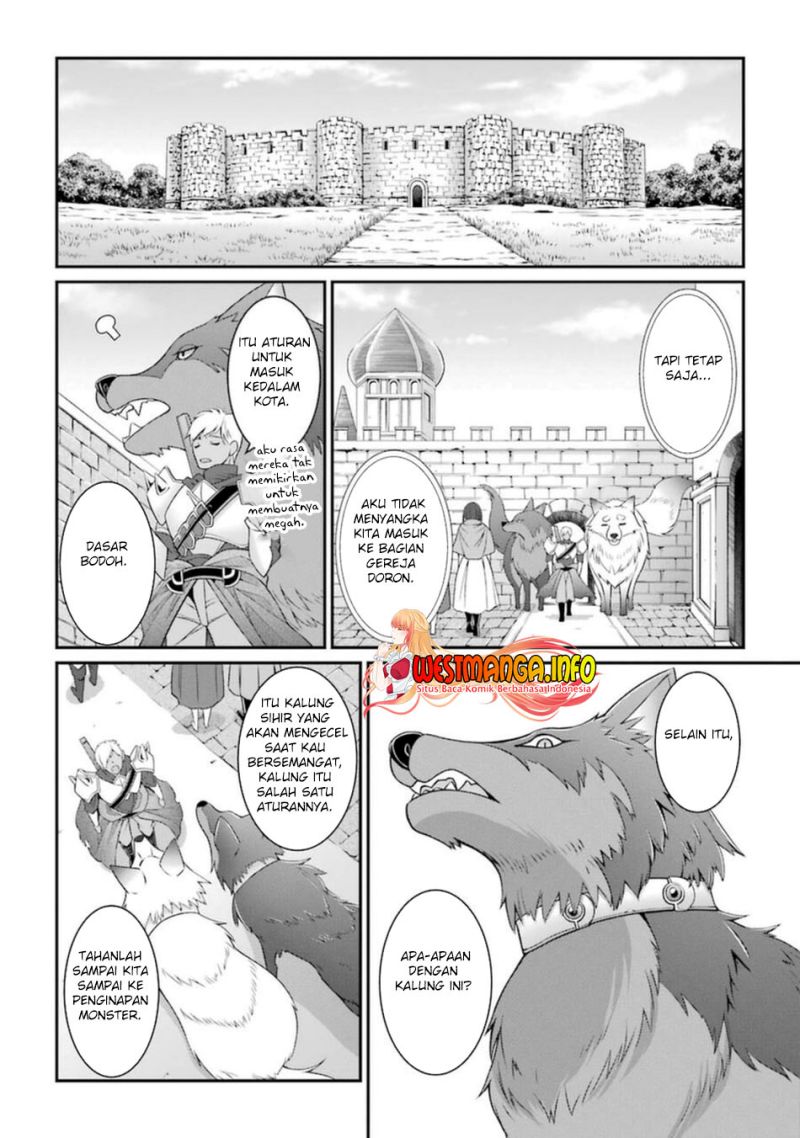 TAPI TETAP
SAJA...
AKU TIDAK
MENYANGKA
KITA MASUK
KE BAGIAN
GEREJA
DORON.
ITU ATURAN
UNTUK
MASUK
KEDALAM
KOTA.
aku rasa
mereka tak
memikirkan
untuk
membuatnya
megah.
DASAR
BODOH.
WESTMANGA.INFO
Situs Baca Komik Berbahasa Indonesia
SELAIN ITU,
APA-APAAN
DENGAN
KALUNG INI?
ITU KALUNG
SIHIR YANG
AKAN MENGECEL
SAAT KAU
BERSEMANGAT,
KALUNG ITU
SALAH SATU
ATURANNYA.
TAHANLAH
SAMPAI KITA
SAMPAI KE
PENGINAPAN
MONSTER.